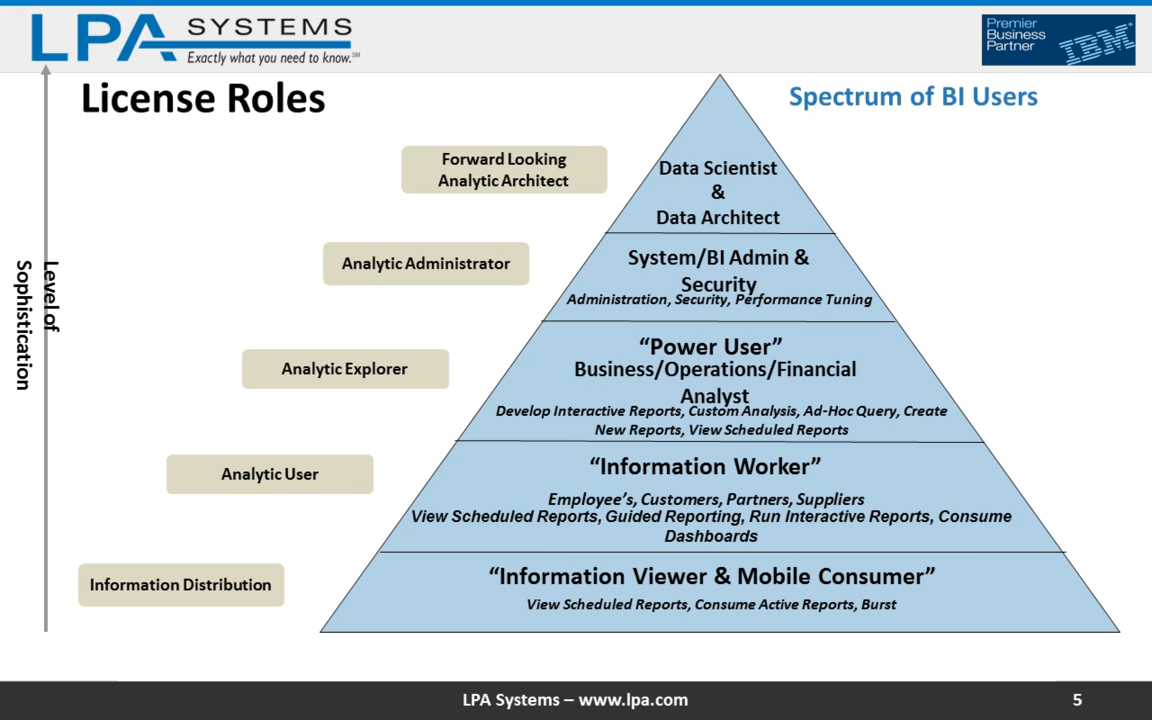 LPA SYSTEMS
Exactly what you need to know.℠
Premier
Business
Partner
IBM®
License Roles
Spectrum of BI Users
Level of
Sophistication
Forward Looking
Analytic Architect
Data Scientist
&
Data Architect
Analytic Administrator
System/BI Admin &
Security
Administration, Security, Performance Tuning
Analytic Explorer
“Power User”
Business/Operations/Financial
Analyst
Develop Interactive Reports, Custom Analysis, Ad-Hoc Query, Create
New Reports, View Scheduled Reports
Analytic User
“Information Worker”
Employee’s, Customers, Partners, Suppliers
View Scheduled Reports, Guided Reporting, Run Interactive Reports, Consume
Dashboards
Information Distribution
“Information Viewer & Mobile Consumer”
View Scheduled Reports, Consume Active Reports, Burst
LPA Systems – www.lpa.com
5